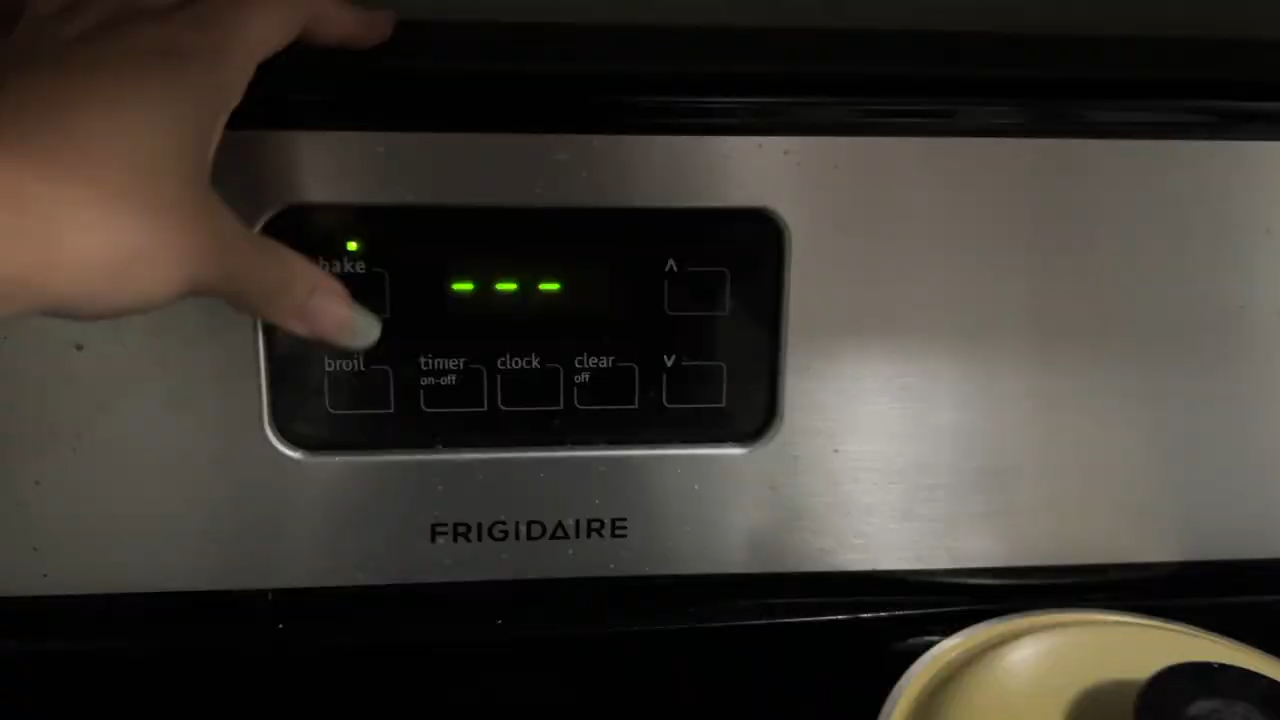 bake
---
^
broil
timer
on-off
clock
clear
off
v
FRIGIDAIRE